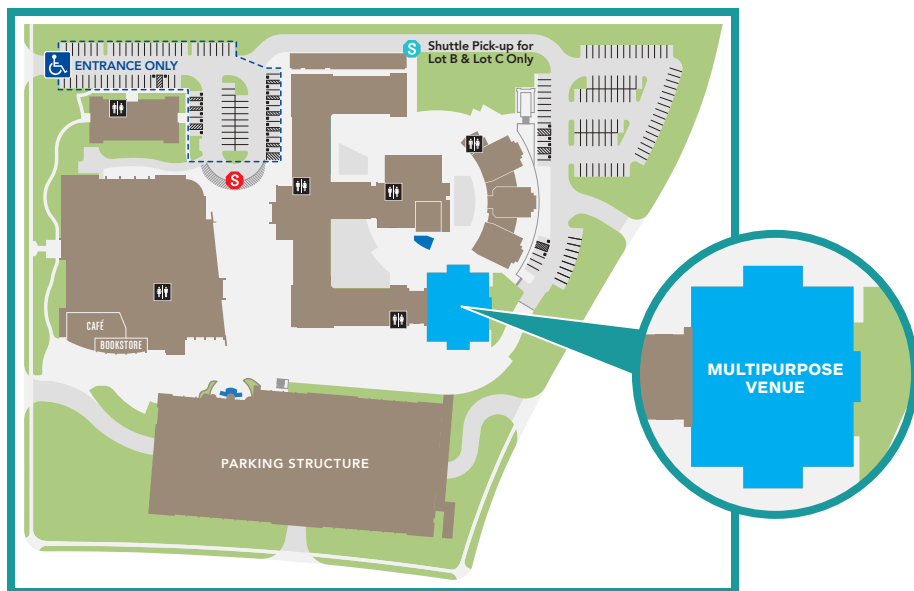 S
Shuttle Pick-up for
Lot B & Lot C Only
ENTRANCE ONLY
S
CAFÉ
BOOKSTORE
MULTIPURPOSE
VENUE
PARKING STRUCTURE